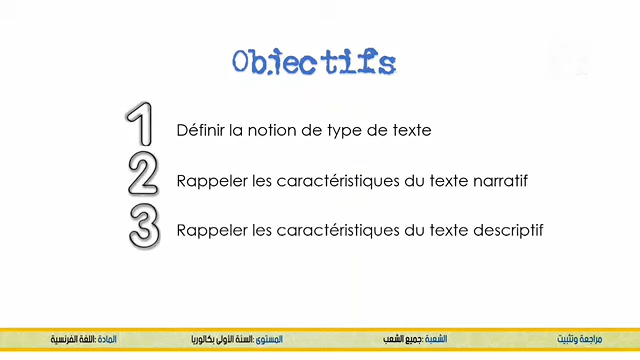 Objectifs
1 Définir la notion de type de texte
2 Rappeler les caractéristiques du texte narratif
3 Rappeler les caractéristiques du texte descriptif
مراجعة وتثبيت الشعبة :جميع الشعب المستوى :السنة الأولى بكالوريا المادة :اللغة الفرنسية